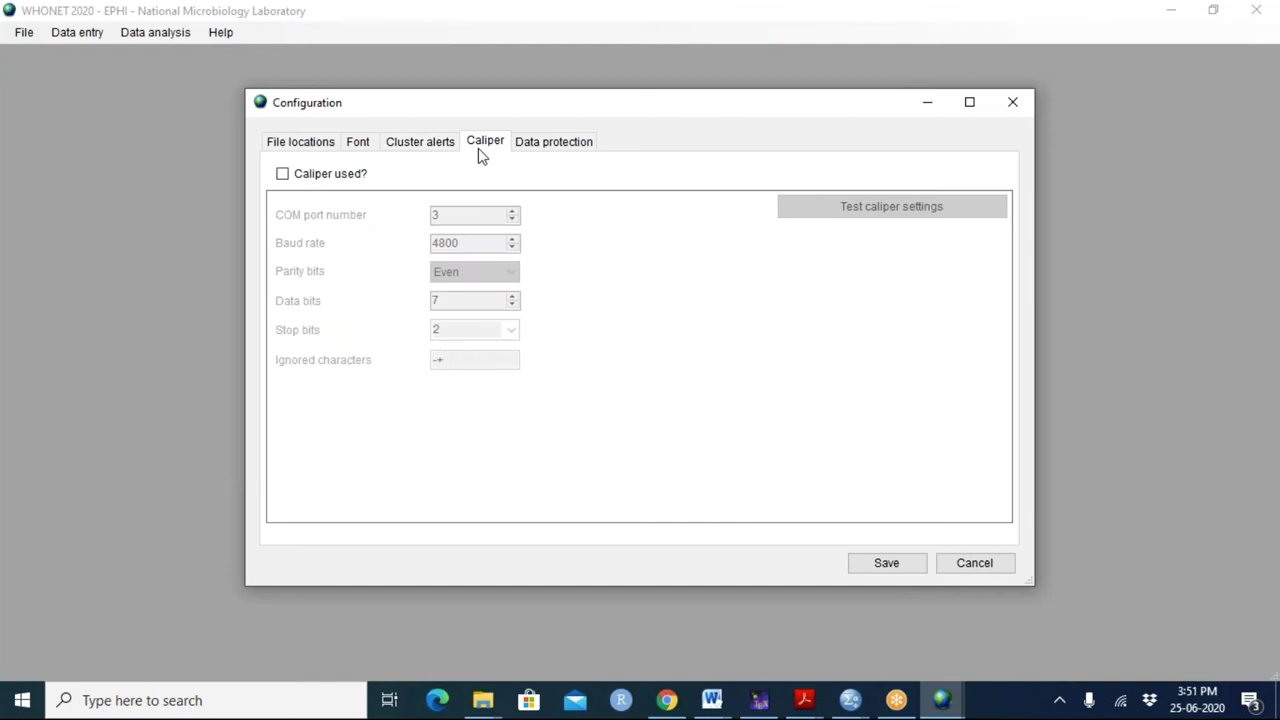 WHONET 2020 - EPHI - National Microbiology Laboratory
File Data entry Data analysis Help
Configuration
File locations Font Cluster alerts Caliper Data protection
Caliper used?
COM port number 3 Test caliper settings
Baud rate 4800
Parity bits Even
Data bits 7
Stop bits 2
Ignored characters -+
Save Cancel
Type here to search
3:51 PM
25-06-2020
3